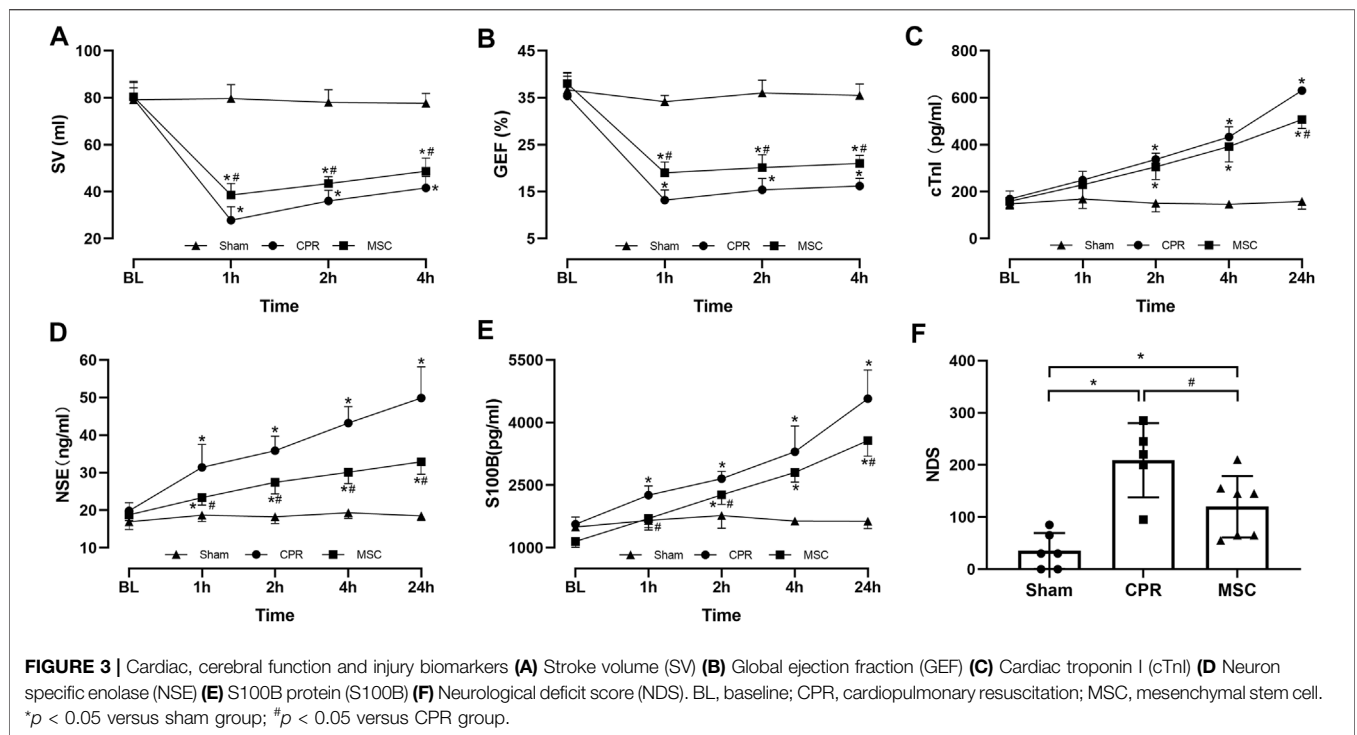 A
SV (ml)
100
80
60
40
20
*#
*#
*#
*
*
*
Sham CPR MSC
BL 1h 2h 4h
Time
B
GEF (%)
45
35
25
15
5
*#
*#
*#
*
*
*
Sham CPR MSC
BL 1h 2h 4h
Time
C
cTnI (pg/ml)
800
600
400
200
0
*
*
*
*#
*
*
Sham CPR MSC
BL 1h 2h 4h 24h
Time
D
NSE (ng/ml)
60
50
40
30
20
10
*
*
*
*
*#
*#
*#
*#
Sham CPR MSC
BL 1h 2h 4h 24h
Time
E
S100B(pg/ml)
5500
4000
2500
1000
*
*
*
*
*#
*
*#
#
Sham CPR MSC
BL 1h 2h 4h 24h
Time
F
NDS
400
300
200
100
0
*
*
#
Sham CPR MSC
FIGURE 3 | Cardiac, cerebral function and injury biomarkers (A) Stroke volume (SV) (B) Global ejection fraction (GEF) (C) Cardiac troponin I (cTnI) (D Neuron
specific enolase (NSE) (E) S100B protein (S100B) (F) Neurological deficit score (NDS). BL, baseline; CPR, cardiopulmonary resuscitation; MSC, mesenchymal stem cell.
*p < 0.05 versus sham group; #p < 0.05 versus CPR group.